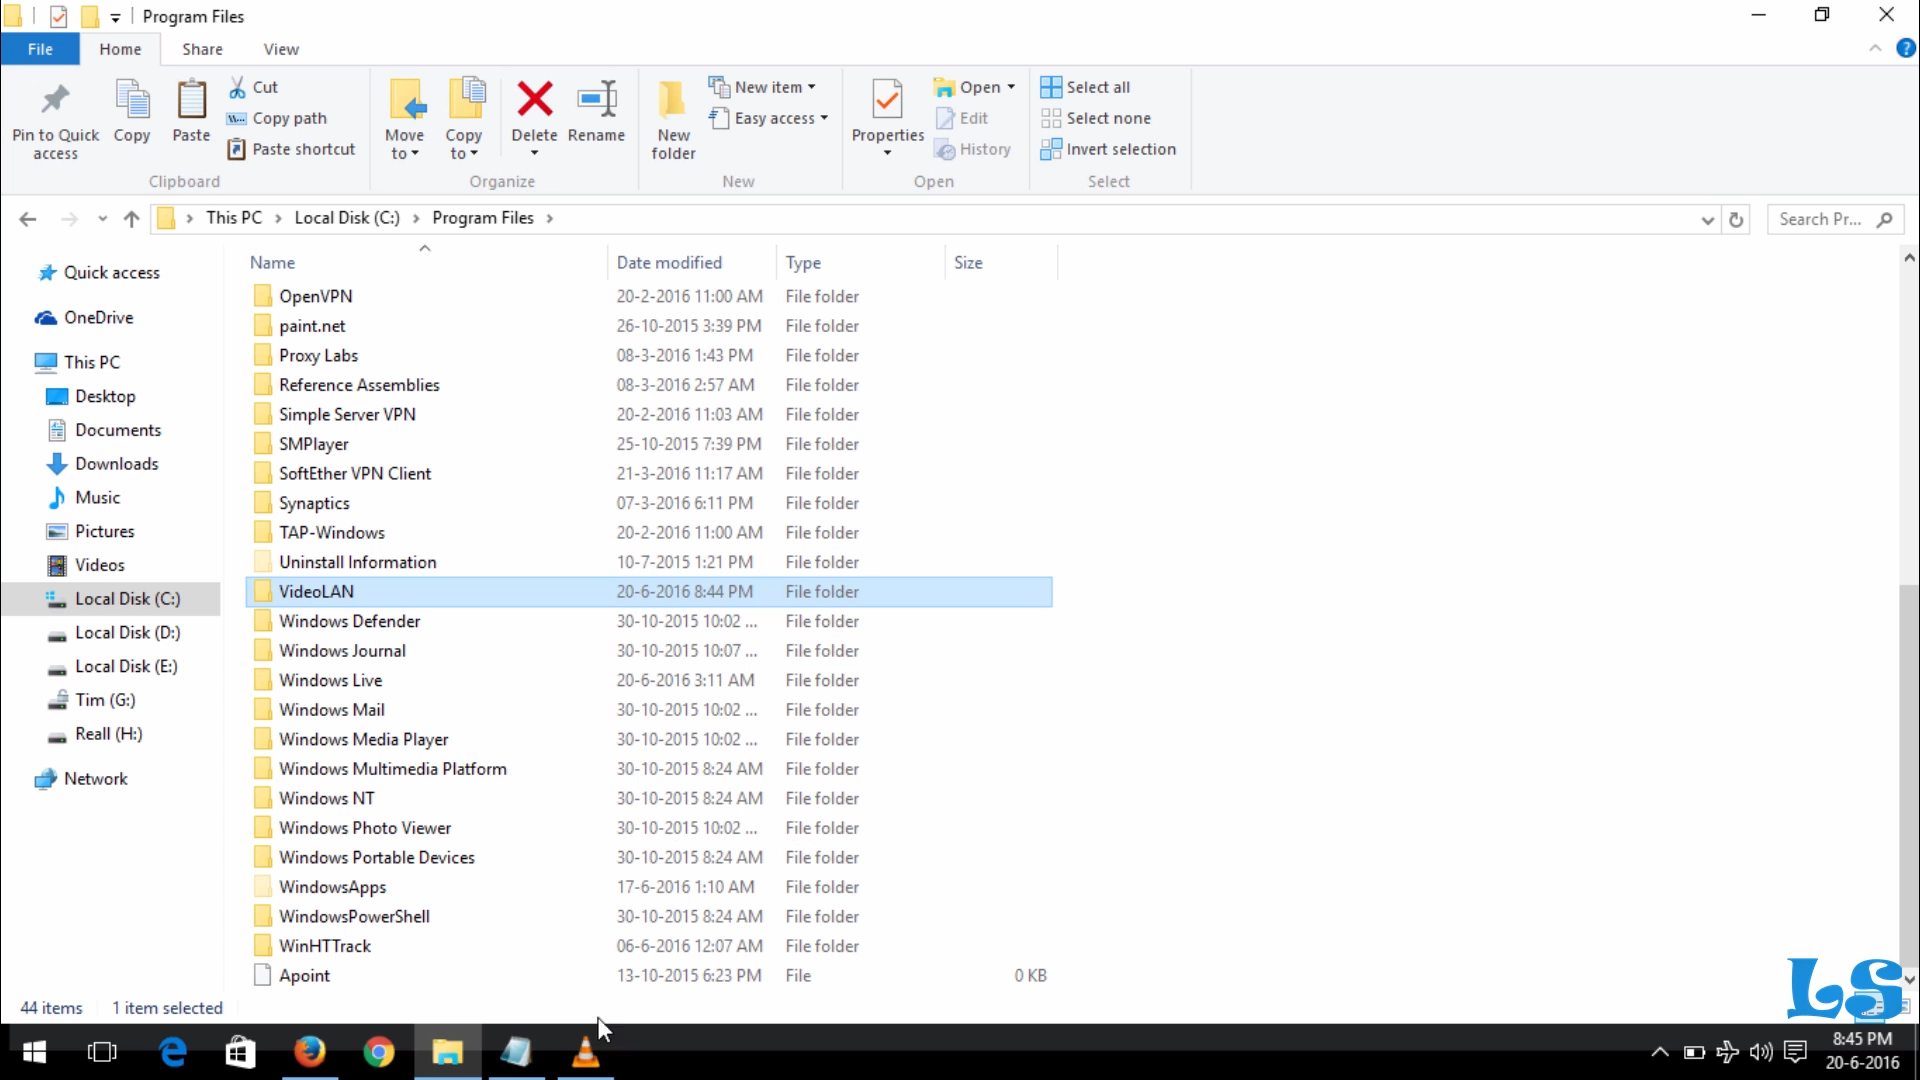 Program Files
File Home Share View
Pin to Quick access
Copy
Paste
Cut
Copy path
Paste shortcut
Clipboard
Move to
Copy to
Delete
Rename
Organize
New folder
New item
Easy access
New
Properties
Open
Edit
History
Open
Select all
Select none
Invert selection
Select
This PC > Local Disk (C:) > Program Files >
Search Pr...
Quick access
OneDrive
This PC
Desktop
Documents
Downloads
Music
Pictures
Videos
Local Disk (C:)
Local Disk (D:)
Local Disk (E:)
Tim (G:)
Reall (H:)
Network
Name Date modified Type Size
OpenVPN 20-2-2016 11:00 AM File folder
paint.net 26-10-2015 3:39 PM File folder
Proxy Labs 08-3-2016 1:43 PM File folder
Reference Assemblies 08-3-2016 2:57 AM File folder
Simple Server VPN 20-2-2016 11:03 AM File folder
SMPlayer 25-10-2015 7:39 PM File folder
SoftEther VPN Client 21-3-2016 11:17 AM File folder
Synaptics 07-3-2016 6:11 PM File folder
TAP-Windows 20-2-2016 11:00 AM File folder
Uninstall Information 10-7-2015 1:21 PM File folder
VideoLAN 20-6-2016 8:44 PM File folder
Windows Defender 30-10-2015 10:02 ... File folder
Windows Journal 30-10-2015 10:07 ... File folder
Windows Live 20-6-2016 3:11 AM File folder
Windows Mail 30-10-2015 10:02 ... File folder
Windows Media Player 30-10-2015 10:02 ... File folder
Windows Multimedia Platform 30-10-2015 8:24 AM File folder
Windows NT 30-10-2015 8:24 AM File folder
Windows Photo Viewer 30-10-2015 10:02 ... File folder
Windows Portable Devices 30-10-2015 8:24 AM File folder
WindowsApps 17-6-2016 1:10 AM File folder
WindowsPowerShell 30-10-2015 8:24 AM File folder
WinHTTrack 06-6-2016 12:07 AM File folder
Apoint 13-10-2015 6:23 PM File 0 KB
44 items 1 item selected
LS
8:45 PM
20-6-2016